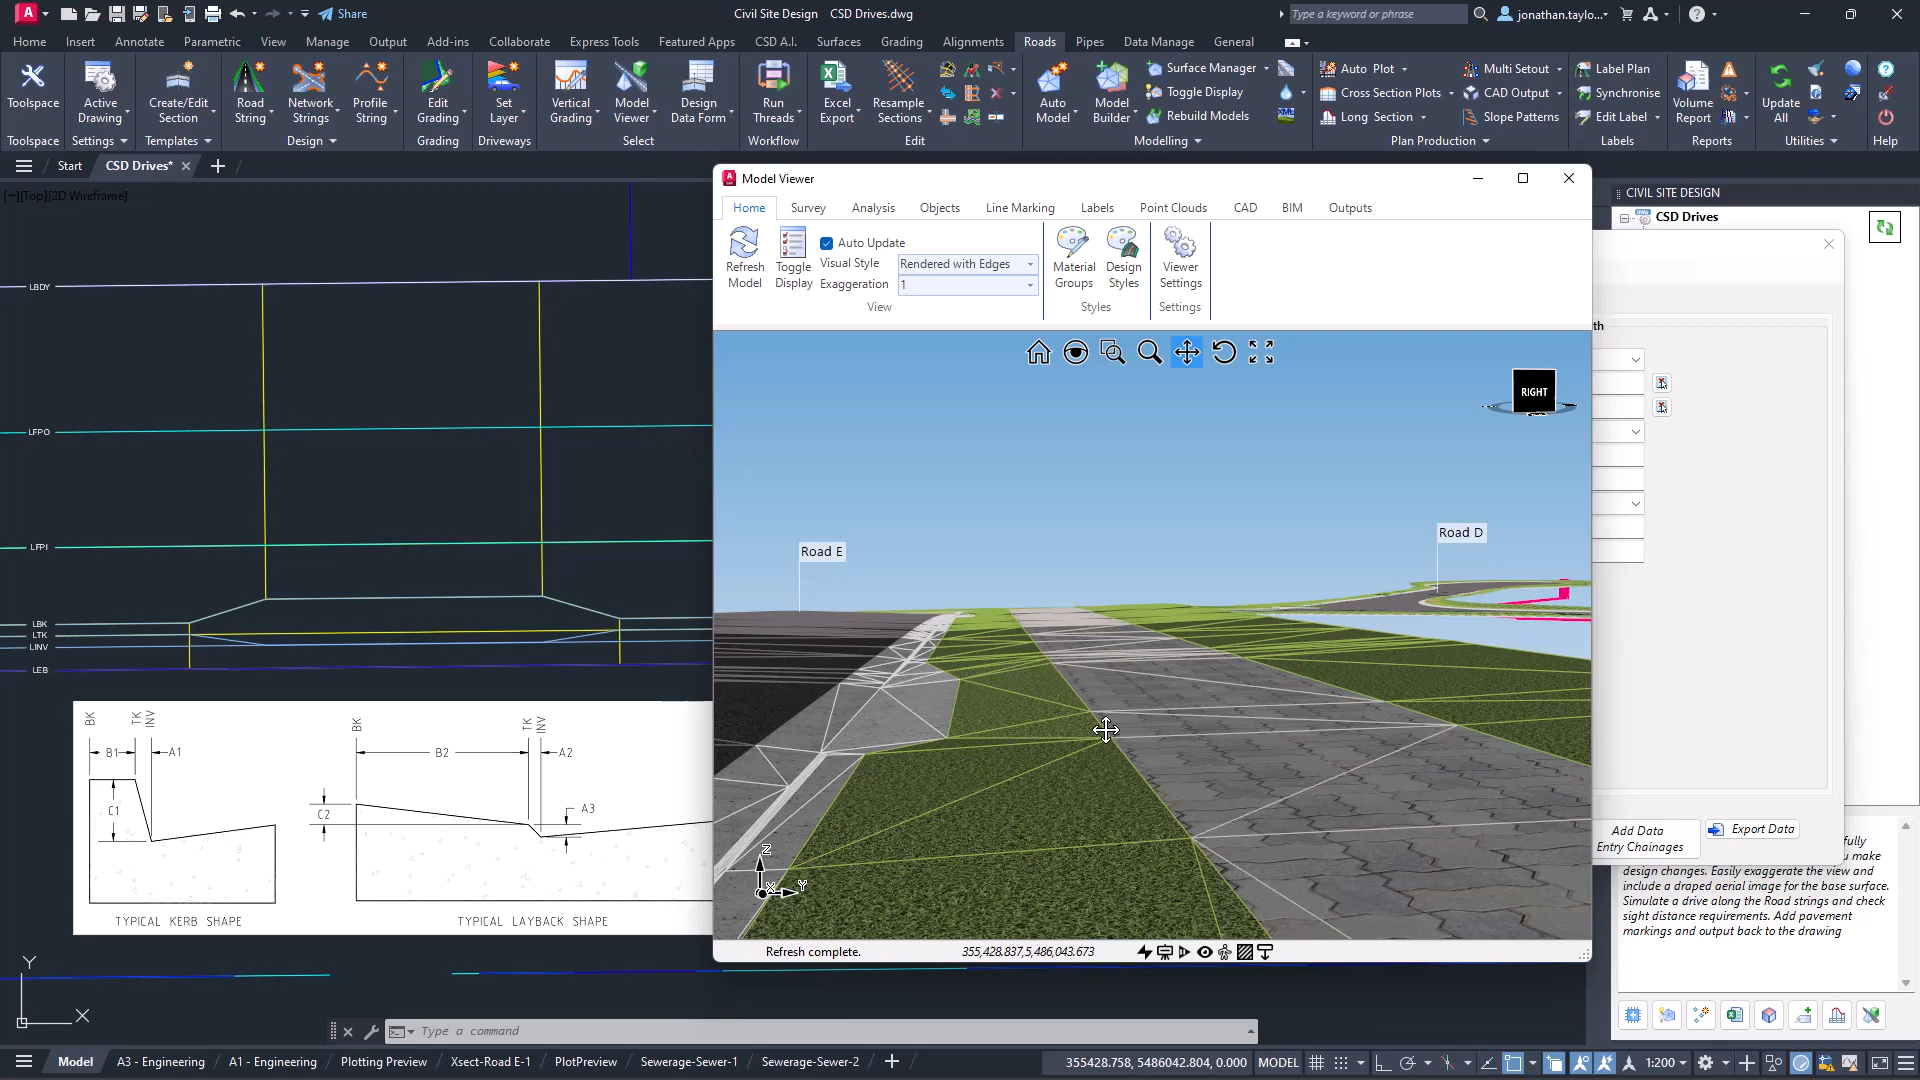 Share
Civil Site Design CSD Drives.dwg
Type a keyword or phrase
jonathan.taylo...
Home Insert Annotate Parametric View Manage Output Add-ins Collaborate Express Tools Featured Apps CSD A.I. Surfaces Grading Alignments Roads Pipes Data Manage General
Toolspace
Active Drawing
Create/Edit Section
Road String
Network Strings
Profile String
Edit Grading
Set Layer
Vertical Grading
Model Viewer
Design Data Form
Run Threads
Excel Export
Resample Sections
Auto Model
Model Builder
Surface Manager
Toggle Display
Rebuild Models
Auto Plot
Cross Section Plots
Long Section
Multi Setout
CAD Output
Slope Patterns
Label Plan
Synchronise
Edit Label
Volume Report
Update All
Toolspace Settings Templates Design Grading Driveways Select Workflow Edit Modelling Plan Production Labels Reports Utilities Help
Start CSD Drives*
[−][Top][2D Wireframe]
LBDY
LFPO
LFPI
LBK
LTK
LINV
LEB
BK TK INV
B1 A1
C1
TYPICAL KERB SHAPE
BK TK INV
B2 A2
C2 A3
TYPICAL LAYBACK SHAPE
Y
X
Model Viewer
Home Survey Analysis Objects Line Marking Labels Point Clouds CAD BIM Outputs
Refresh Model
Toggle Display
Auto Update
Visual Style Rendered with Edges
Exaggeration 1
View
Material Groups
Design Styles
Styles
Viewer Settings
Settings
RIGHT
Road E
Road D
Z
X
Y
Refresh complete. 355,428.837,5,486,043.673
CIVIL SITE DESIGN
CSD Drives
th
Add Data Entry Chainages
Export Data
fully
u make
design changes. Easily exaggerate the view and
include a draped aerial image for the base surface.
Simulate a drive along the Road strings and check
sight distance requirements. Add pavement
markings and output back to the drawing
Type a command
Model A3 - Engineering A1 - Engineering Plotting Preview Xsect-Road E-1 PlotPreview Sewerage-Sewer-1 Sewerage-Sewer-2
355428.758, 5486042.804, 0.000 MODEL 1:200